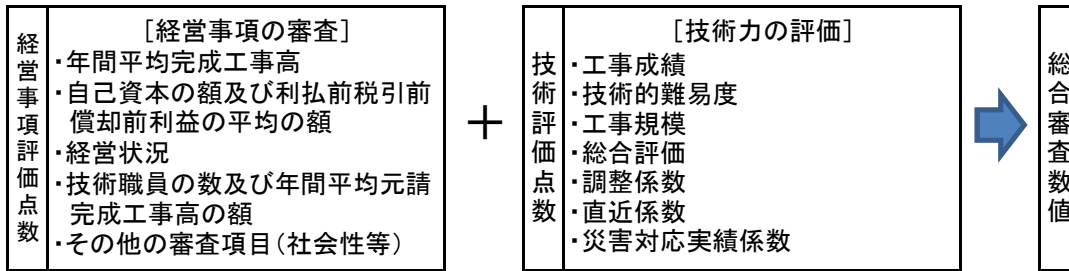 経営事項評価点数
［経営事項の審査］
・年間平均完成工事高
・自己資本の額及び利払前税引前
償却前利益の平均の額
・経営状況
・技術職員の数及び年間平均元請
完成工事高の額
・その他の審査項目（社会性等）
＋
技術評価点数
［技術力の評価］
・工事成績
・技術的難易度
・工事規模
・総合評価
・調整係数
・直近係数
・災害対応実績係数
総合審査数値